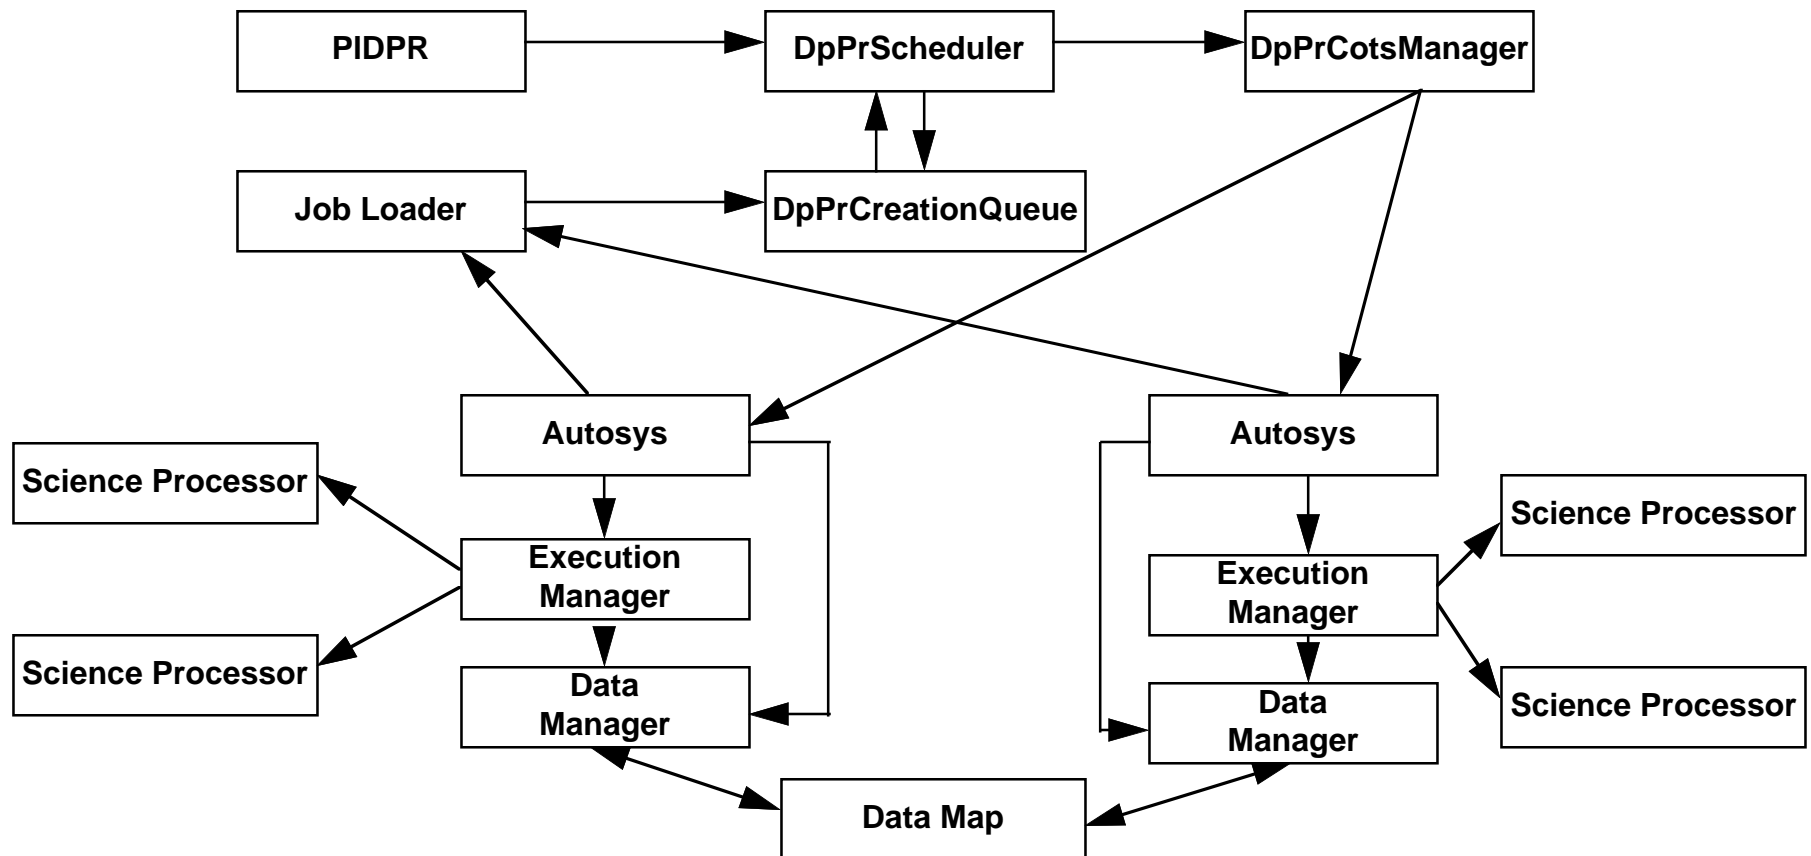 PIDPR
DpPrScheduler
DpPrCotsManager
Job Loader
DpPrCreationQueue
Autosys
Autosys
Science Processor
Science Processor
Execution
Manager
Execution
Manager
Science Processor
Science Processor
Data
Manager
Data
Manager
Data Map